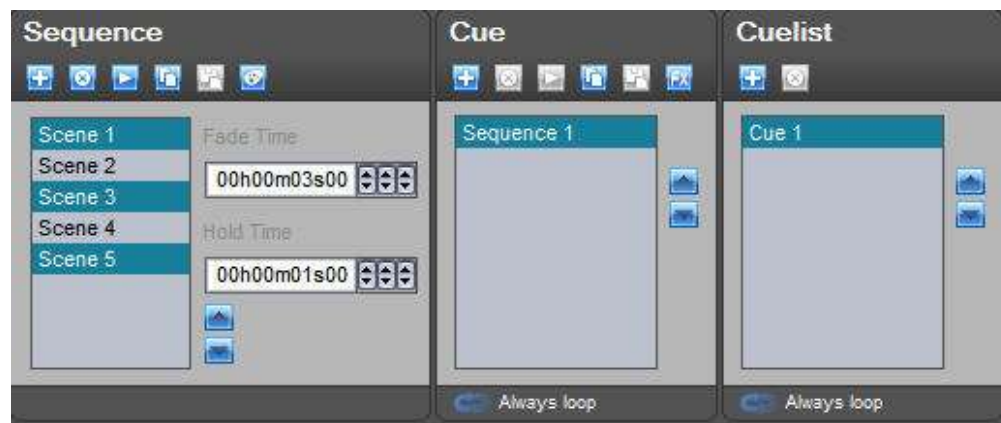 Sequence
Scene 1
Scene 2
Scene 3
Scene 4
Scene 5
Fade Time
00h00m03s00
Hold Time
00h00m01s00
Cue
FX
Sequence 1
Always loop
Cuelist
Cue 1
Always loop